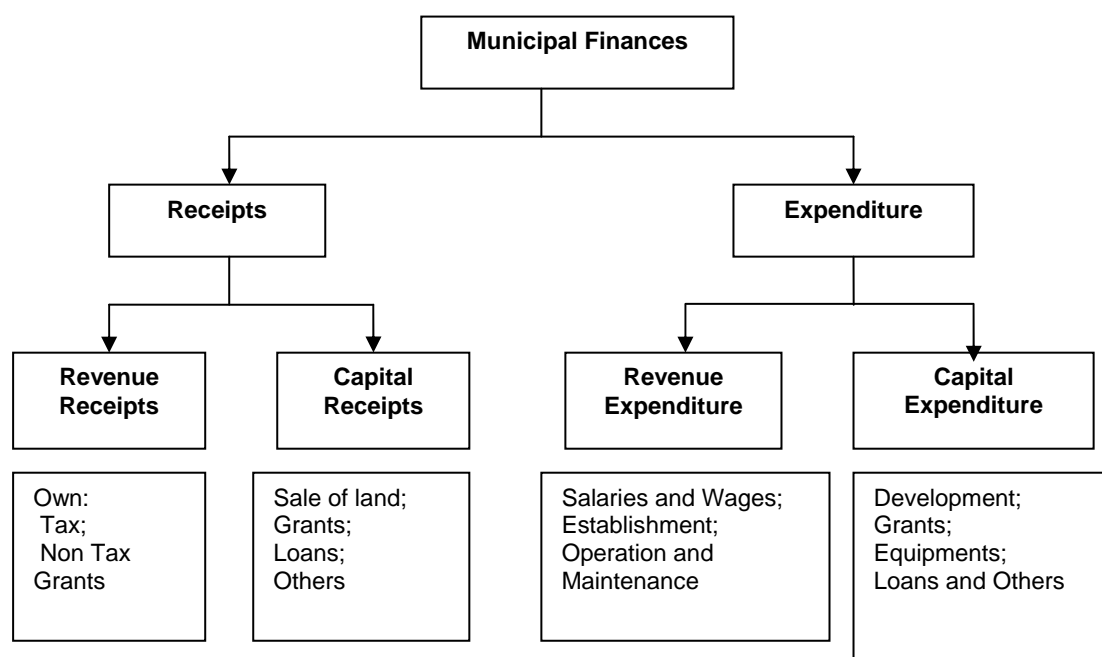 Municipal Finances
Receipts
Expenditure
Revenue
Receipts
Capital
Receipts
Revenue
Expenditure
Capital
Expenditure
Own:
Tax;
Non Tax
Grants
Sale of land;
Grants;
Loans;
Others
Salaries and Wages;
Establishment;
Operation and
Maintenance
Development;
Grants;
Equipments;
Loans and Others